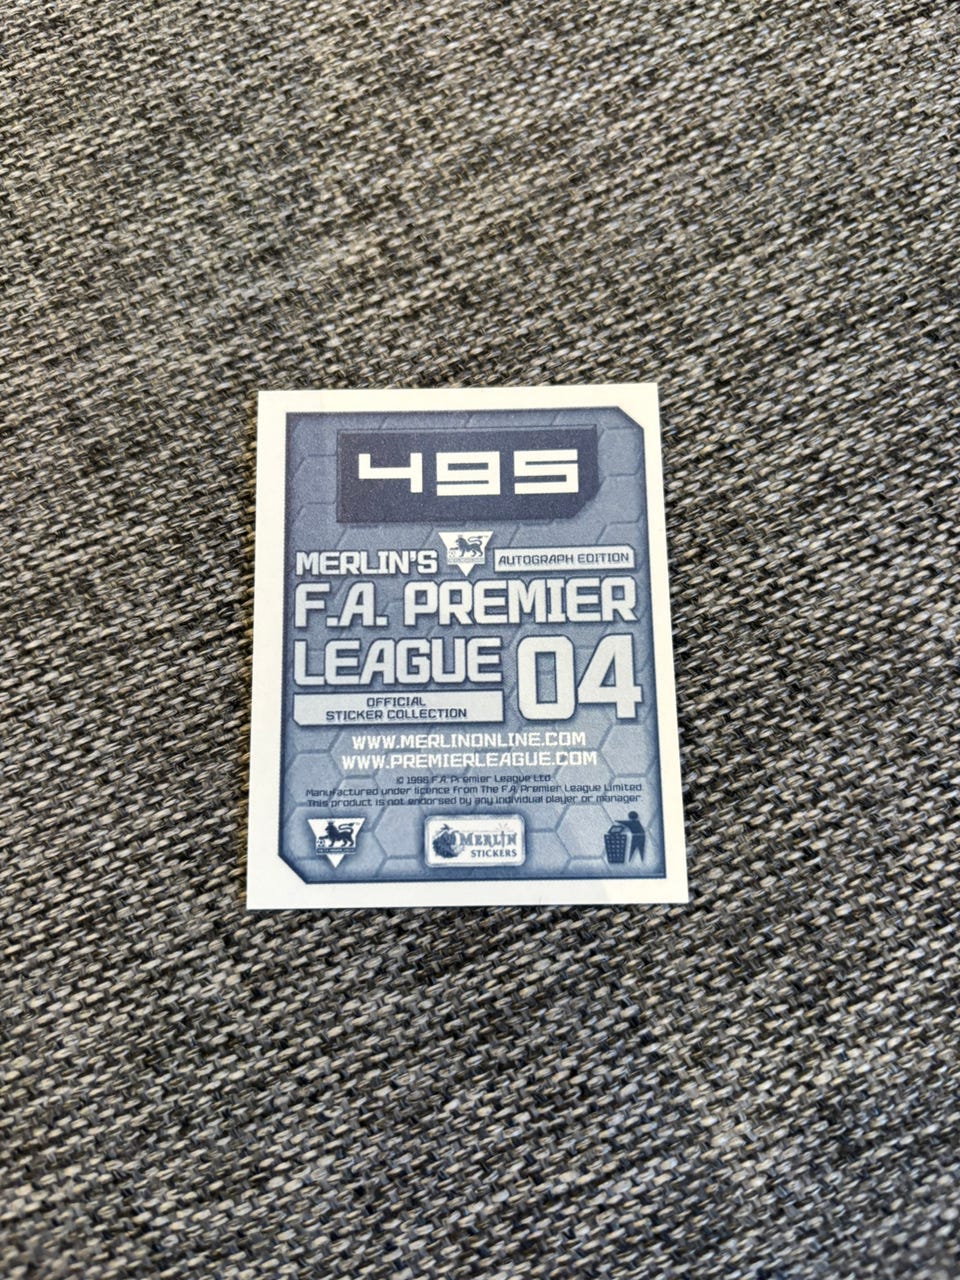 495
MERLIN'S
AUTOGRAPH EDITION
F.A. PREMIER
LEAGUE 04
OFFICIAL
STICKER COLLECTION
WWW.MERLINONLINE.COM
WWW.PREMIERLEAGUE.COM
© 1996 F.A. Premier League Ltd.
Manufactured under licence from The F.A. Premier League Limited.
This product is not endorsed by any individual player or manager.
MERLIN
STICKERS